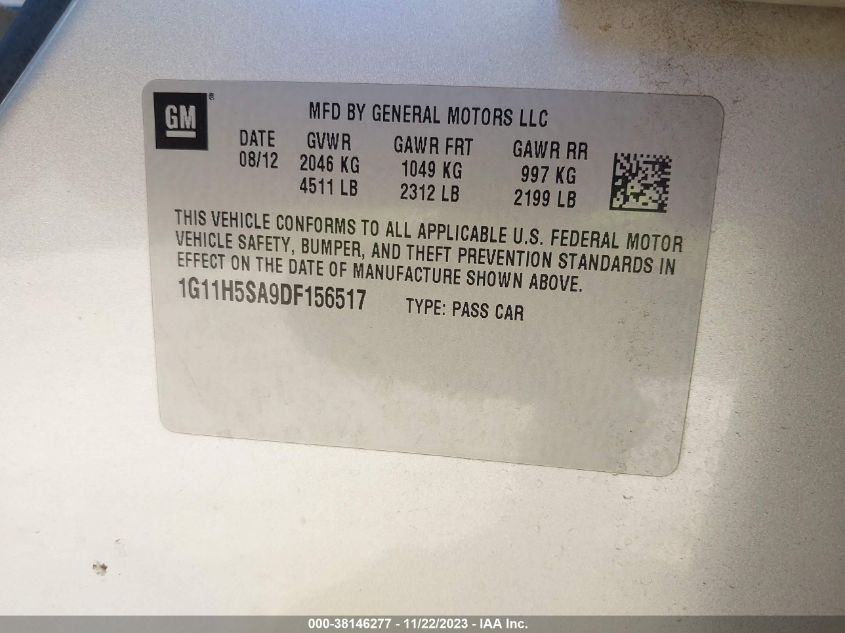 GM ®
MFD BY GENERAL MOTORS LLC
DATE GVWR GAWR FRT GAWR RR
08/12 2046 KG 1049 KG 997 KG
4511 LB 2312 LB 2199 LB
THIS VEHICLE CONFORMS TO ALL APPLICABLE U.S. FEDERAL MOTOR
VEHICLE SAFETY, BUMPER, AND THEFT PREVENTION STANDARDS IN
EFFECT ON THE DATE OF MANUFACTURE SHOWN ABOVE.
1G11H5SA9DF156517 TYPE: PASS CAR
000-38146277 - 11/22/2023 - IAA Inc.